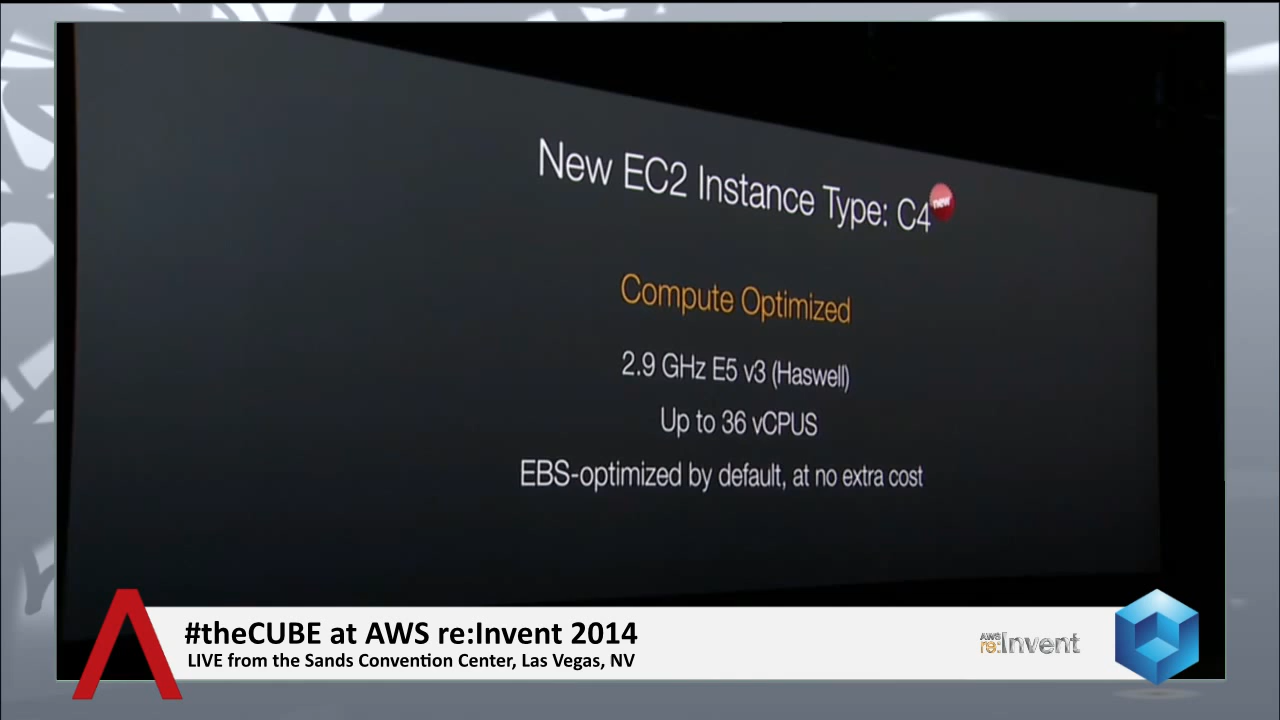 New EC2 Instance Type: C4
new
Compute Optimized
2.9 GHz E5 v3 (Haswell)
Up to 36 vCPUS
EBS-optimized by default, at no extra cost
#theCUBE at AWS re:Invent 2014
LIVE from the Sands Convention Center, Las Vegas, NV
AWS
re:Invent